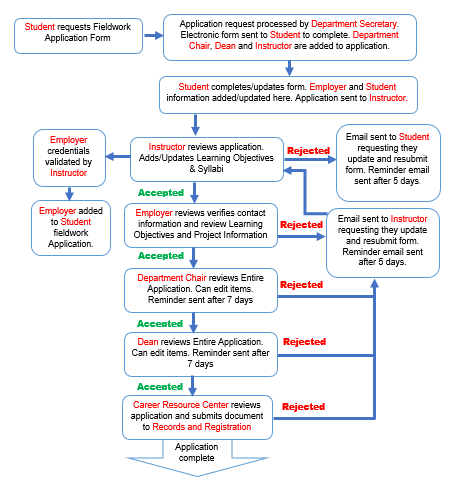 Student requests Fieldwork
Application Form
Application request processed by Department Secretary.
Electronic form sent to Student to complete. Department
Chair, Dean and Instructor are added to application.
Student completes/updates form. Employer and Student
information added/updated here. Application sent to Instructor.
Employer
credentials
validated by
Instructor
Instructor reviews application.
Adds/Updates Learning Objectives
& Syllabi
Rejected
Email sent to Student
requesting they
update and resubmit
form. Reminder email
sent after 5 days.
Accepted
Employer added
to Student
fieldwork
Application.
Employer reviews verifies contact
information and review Learning
Objectives and Project Information
Rejected
Email sent to Instructor
requesting they update
and resubmit form.
Reminder email sent
after 5 days.
Accepted
Department Chair reviews Entire
Application. Can edit items.
Reminder sent after 7 days
Rejected
Accepted
Dean reviews Entire Application.
Can edit items. Reminder sent after
7 days
Rejected
Accepted
Career Resource Center reviews
application and submits document
to Records and Registration
Rejected
Application
complete